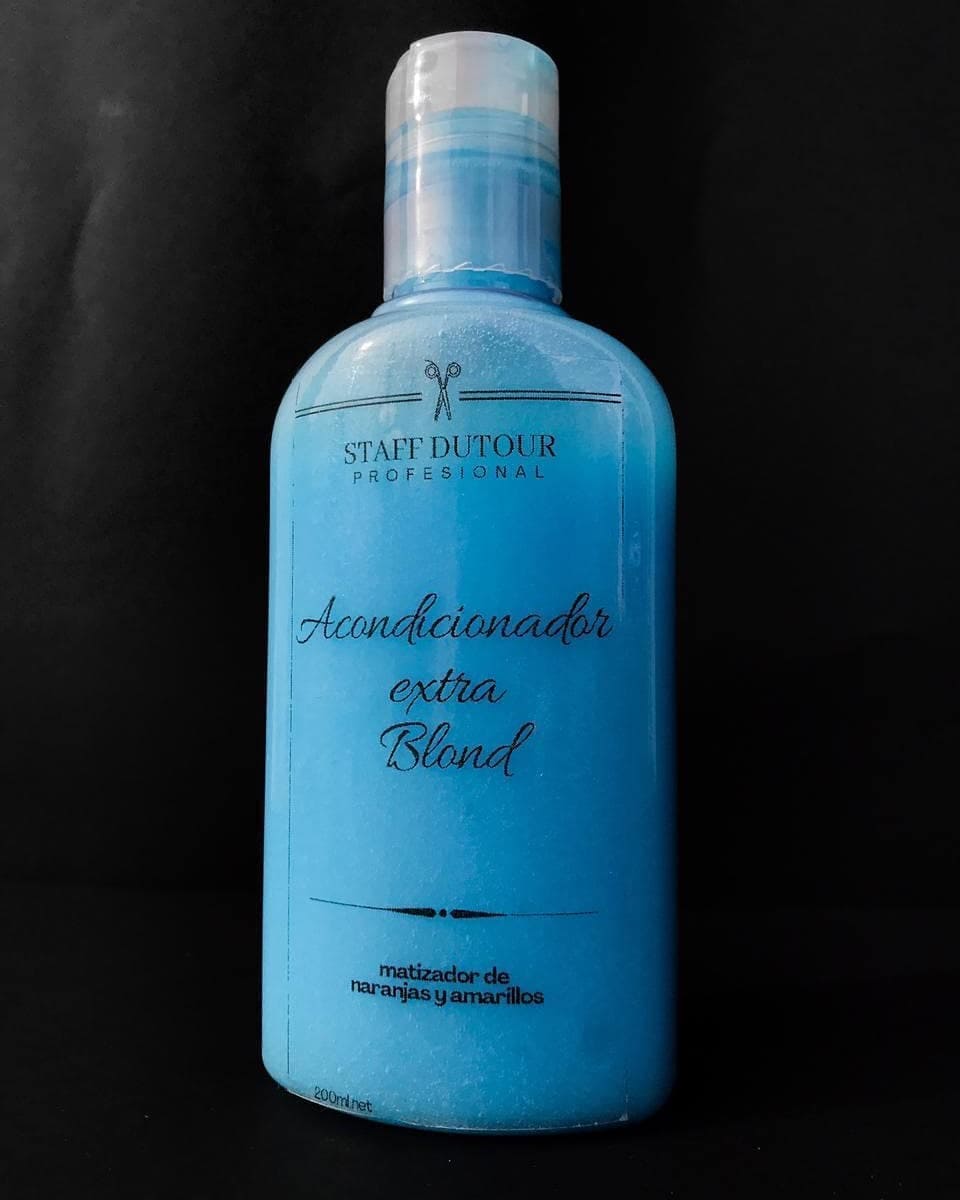 STAFF DUTOUR
PROFESIONAL
Acondicionador
extra
Blond
matizador de
naranjas y amarillos
200ml.net